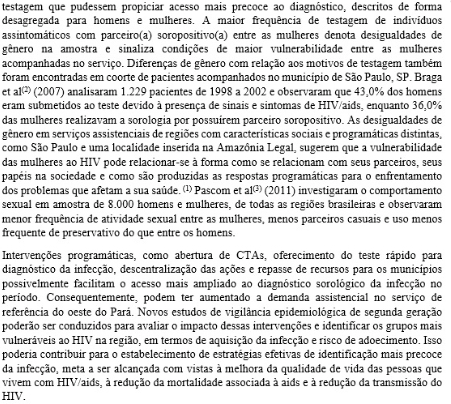 testagem que pudessem propiciar acesso mais precoce ao diagnóstico, descritos de forma
desagregada para homens e mulheres. A maior frequência de testagem de indivíduos
assintomáticos com parceiro(a) soropositivo(a) entre as mulheres denota desigualdades de
gênero na amostra e sinaliza condições de maior vulnerabilidade entre as mulheres
acompanhadas no serviço. Diferenças de gênero com relação aos motivos de testagem também
foram encontradas em coorte de pacientes acompanhados no município de São Paulo, SP. Braga
et al(2) (2007) analisaram 1.229 pacientes de 1998 a 2002 e observaram que 43,0% dos homens
eram submetidos ao teste devido à presença de sinais e sintomas de HIV/aids, enquanto 36,0%
das mulheres realizavam a sorologia por possuírem parceiro soropositivo. As desigualdades de
gênero em serviços assistenciais de regiões com características sociais e programáticas distintas,
como São Paulo e uma localidade inserida na Amazônia Legal, sugerem que a vulnerabilidade
das mulheres ao HIV pode relacionar-se à forma como se relacionam com seus parceiros, seus
papéis na sociedade e como são produzidas as respostas programáticas para o enfrentamento
dos problemas que afetam a sua saúde. (1) Pascom et al(3) (2011) investigaram o comportamento
sexual em amostra de 8.000 homens e mulheres, de todas as regiões brasileiras e observaram
menor frequência de atividade sexual entre as mulheres, menos parceiros casuais e uso menos
frequente de preservativo do que entre os homens.
Intervenções programáticas, como abertura de CTAs, oferecimento do teste rápido para
diagnóstico da infecção, descentralização das ações e repasse de recursos para os municípios
possivelmente facilitam o acesso mais ampliado ao diagnóstico sorológico da infecção no
período. Consequentemente, podem ter aumentado a demanda assistencial no serviço de
referência do oeste do Pará. Novos estudos de vigilância epidemiológica de segunda geração
poderão ser conduzidos para avaliar o impacto dessas intervenções e identificar os grupos mais
vulneráveis ao HIV na região, em termos de aquisição da infecção e risco de adoecimento. Isso
poderia contribuir para o estabelecimento de estratégias efetivas de identificação mais precoce
da infecção, meta a ser alcançada com vistas à melhora da qualidade de vida das pessoas que
vivem com HIV/aids, à redução da mortalidade associada à aids e à redução da transmissão do
HIV.